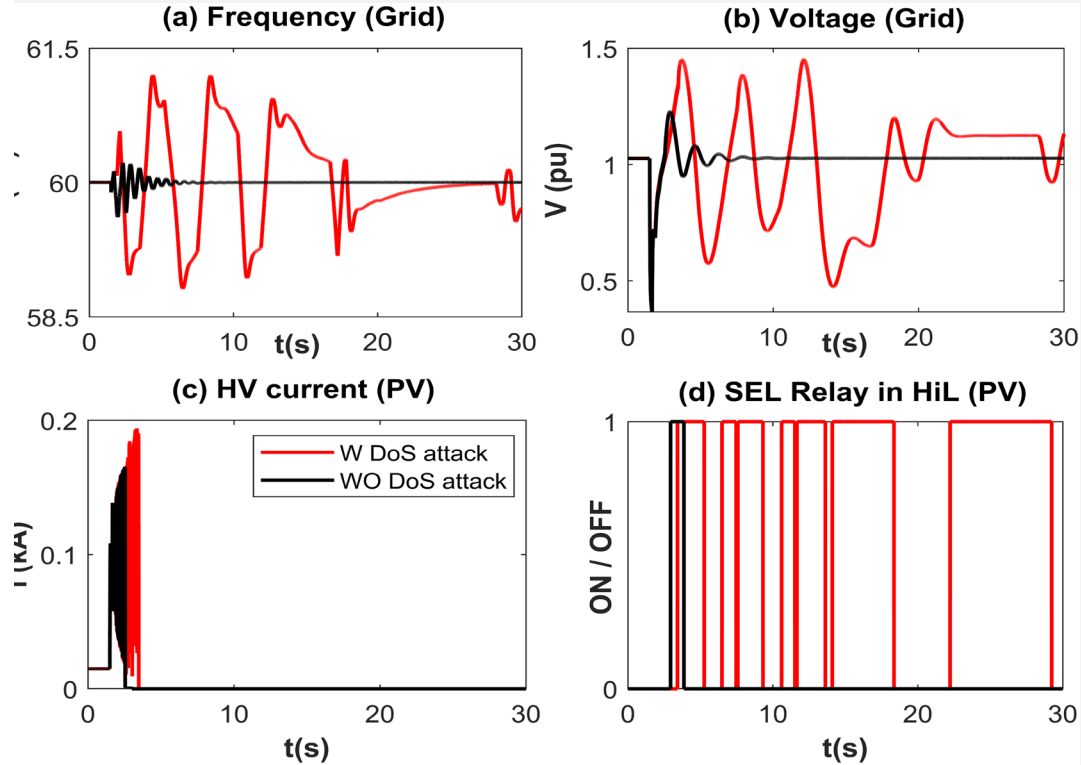 (a) Frequency (Grid)
61.5
60
58.5
0 10 20 30
t(s)
(b) Voltage (Grid)
1.5
1
0.5
V (pu)
0 10 20 30
t(s)
(c) HV current (PV)
0.2
0.1
0
(kA)
W DoS attack
WO DoS attack
0 10 20 30
t(s)
(d) SEL Relay in HiL (PV)
1
0
ON / OFF
0 10 20 30
t(s)